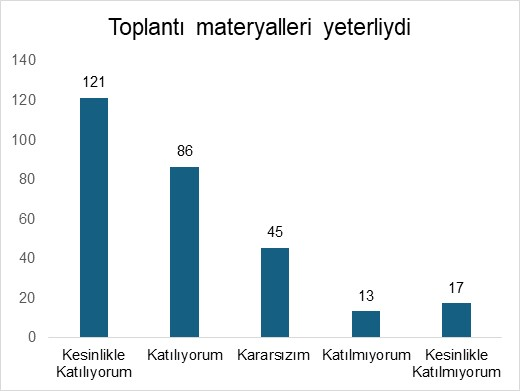 Toplantı materyalleri yeterliydi
140
120
100
80
60
40
20
0
121
86
45
13
17
Kesinlikle
Katılıyorum
Katılıyorum
Kararsızım
Katılmıyorum
Kesinlikle
Katılmıyorum